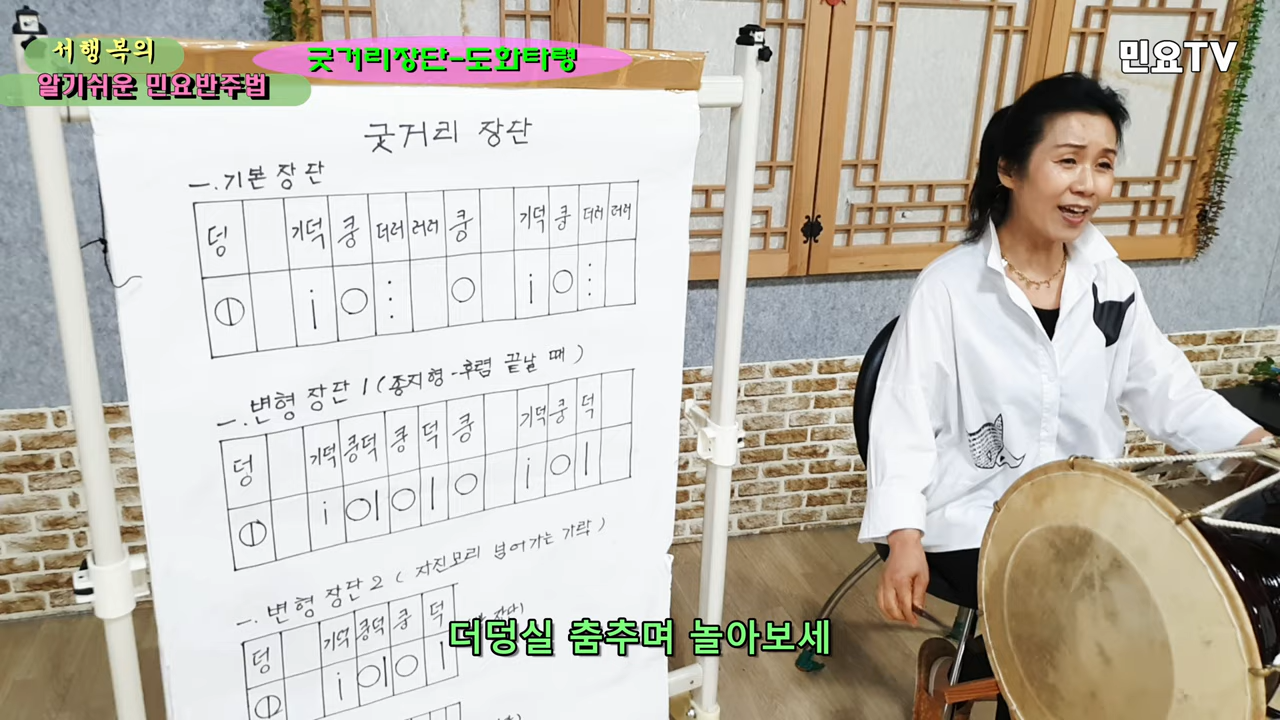 서행복의
알기쉬운 민요반주법
굿거리장단-도화타령
민요TV
굿거리 장단
一. 기본 장단
덩 기덕 쿵 더러 러러 쿵 기덕 쿵 더러 러러
一. 변형 장단 1 (종지형-후렴 끝날 때)
덩 기덕 쿵덕 쿵 덕 쿵 기덕 쿵 덕
一. 변형 장단 2 (자진모리 넘어가는 가락)
덩 기덕 쿵덕 쿵 덕
장단)
더덩실 춤추며 놀아보세